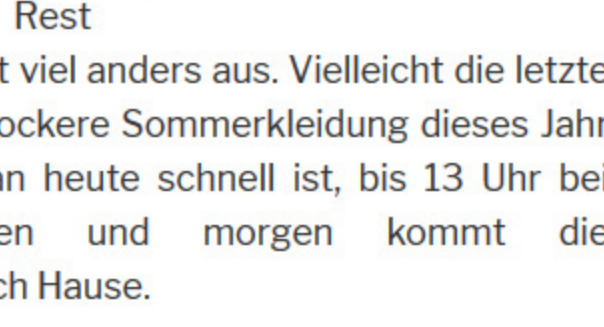 Rest
t viel anders aus. Vielleicht die letzte
ockere Sommerkleidung dieses Jahr
nn heute schnell ist, bis 13 Uhr bei
en und morgen kommt die
ch Hause.